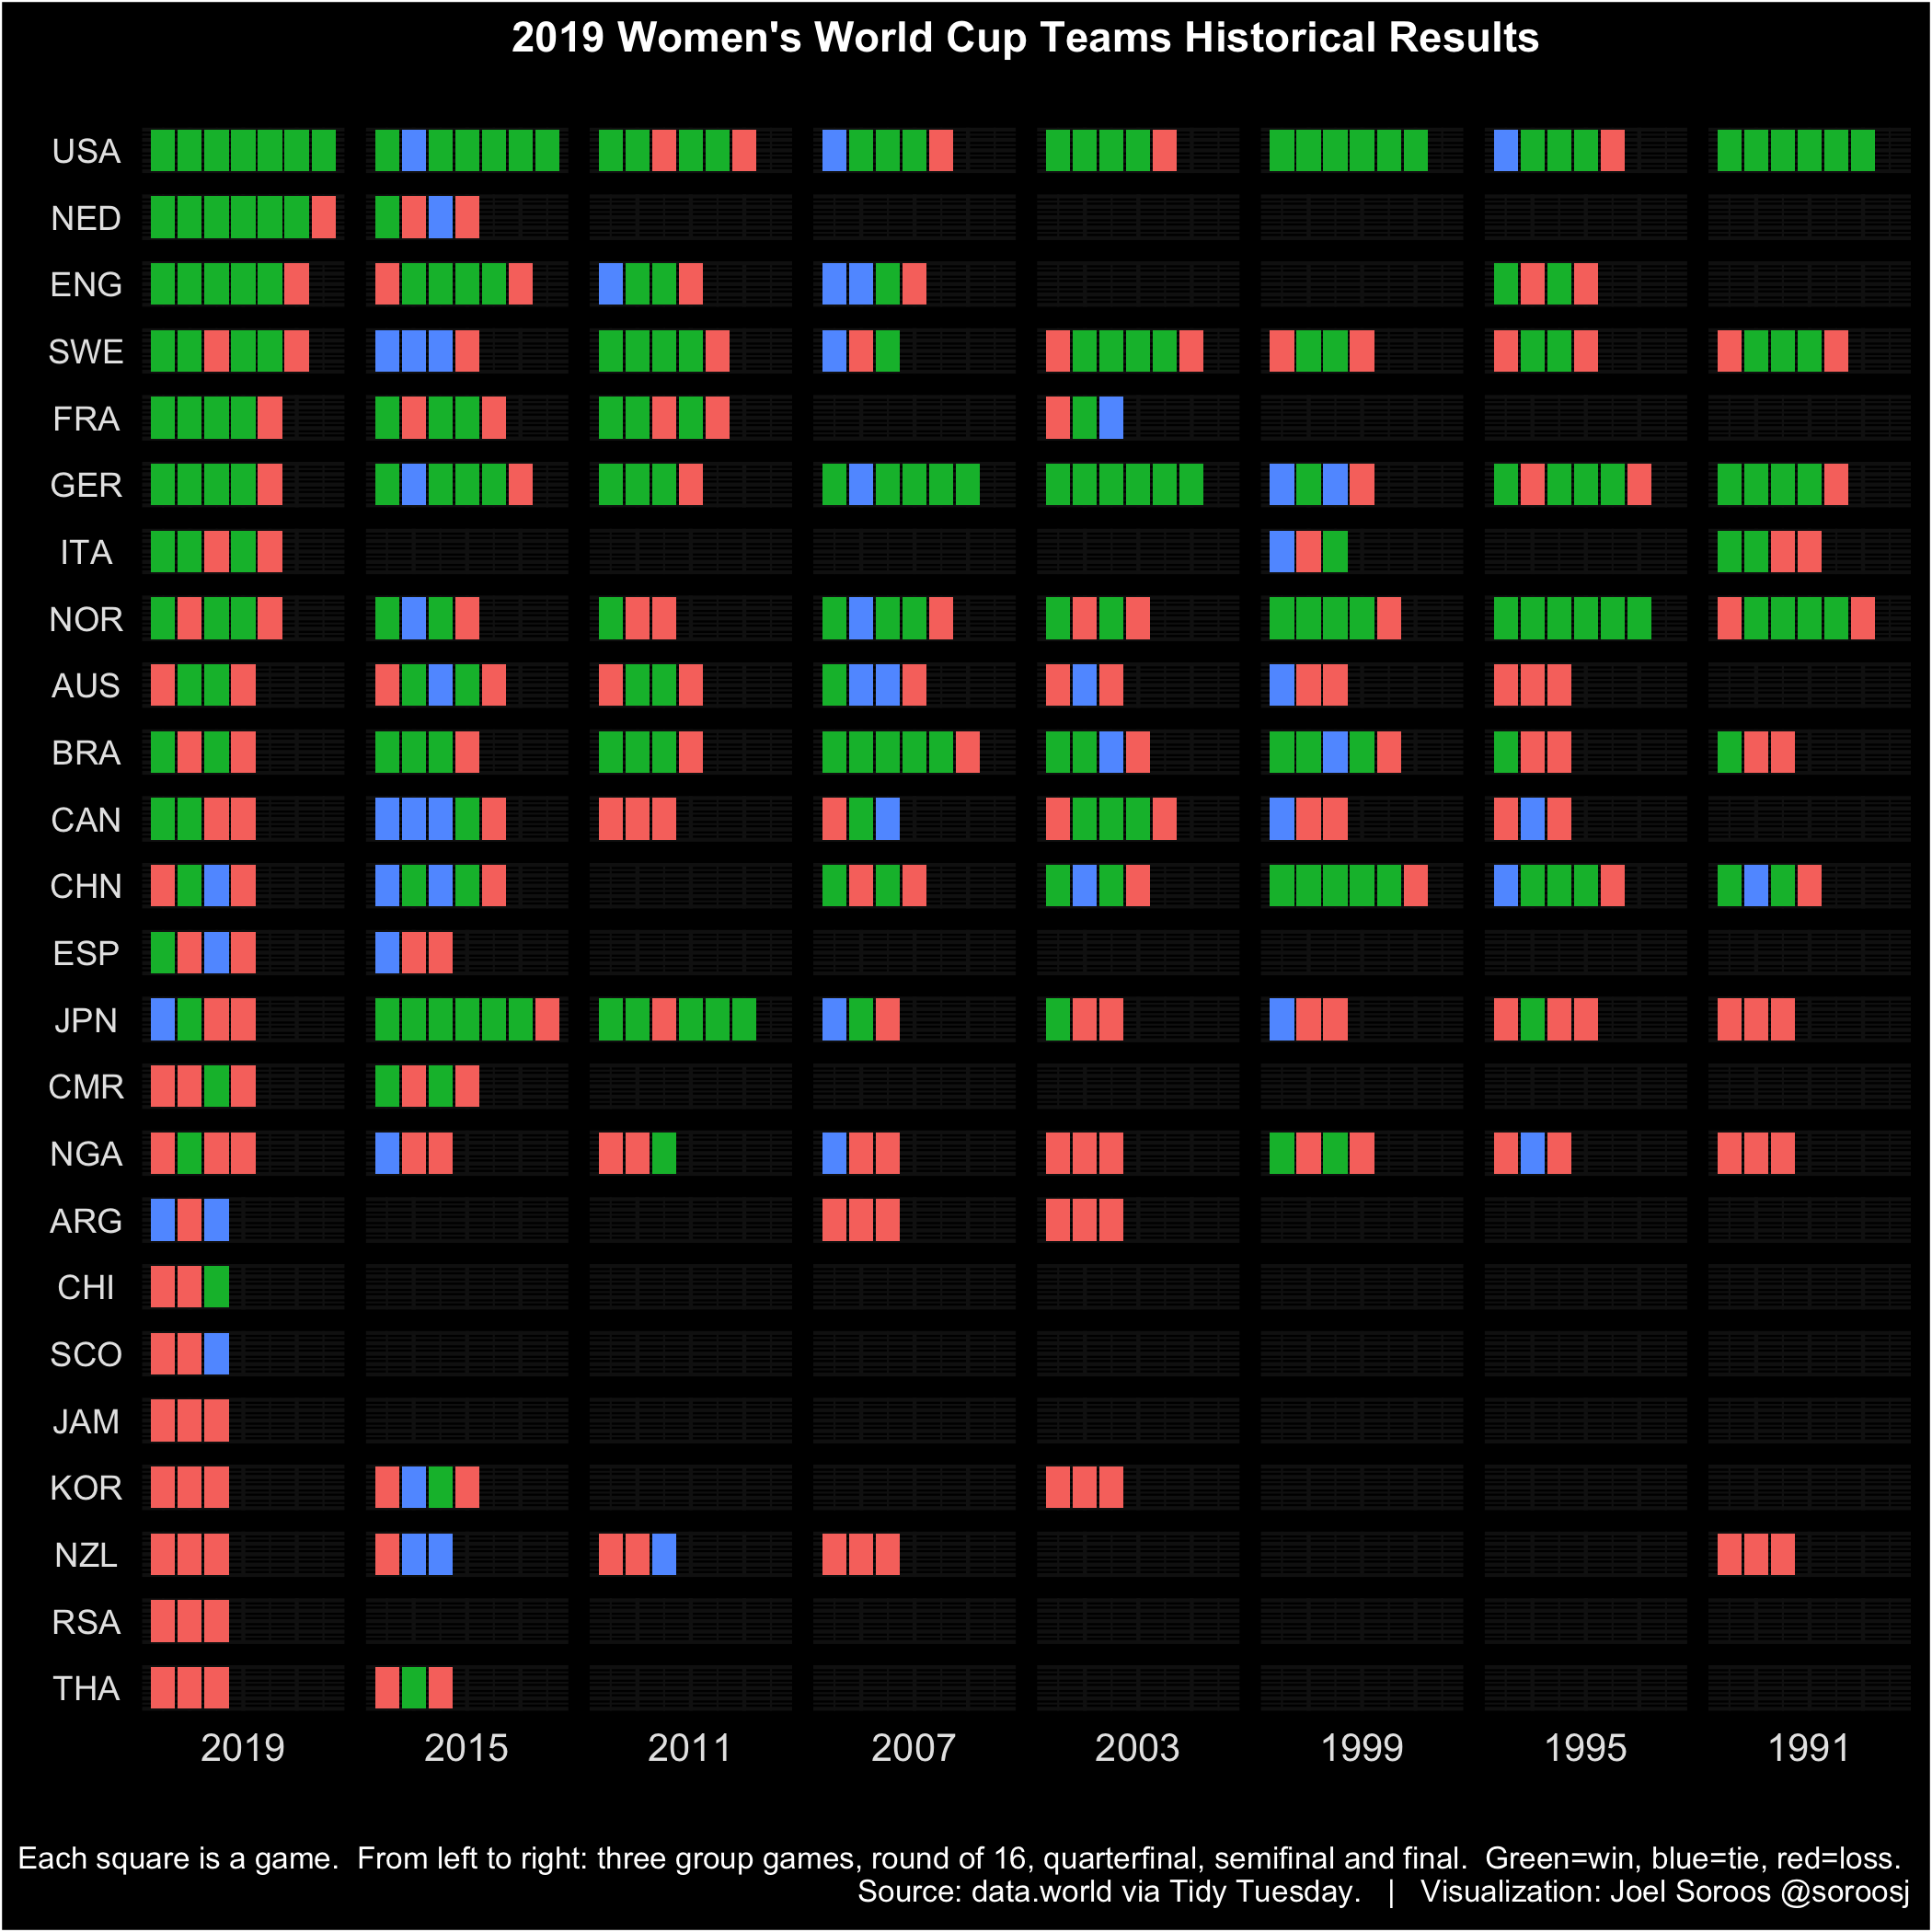 2019 Women's World Cup Teams Historical Results
USA
NED
ENG
SWE
FRA
GER
ITA
NOR
AUS
BRA
CAN
CHN
ESP
JPN
CMR
NGA
ARG
CHI
SCO
JAM
KOR
NZL
RSA
THA
2019 2015 2011 2007 2003 1999 1995 1991
Each square is a game.  From left to right: three group games, round of 16, quarterfinal, semifinal and final.  Green=win, blue=tie, red=loss.
Source: data.world via Tidy Tuesday.   |   Visualization: Joel Soroos @soroosj